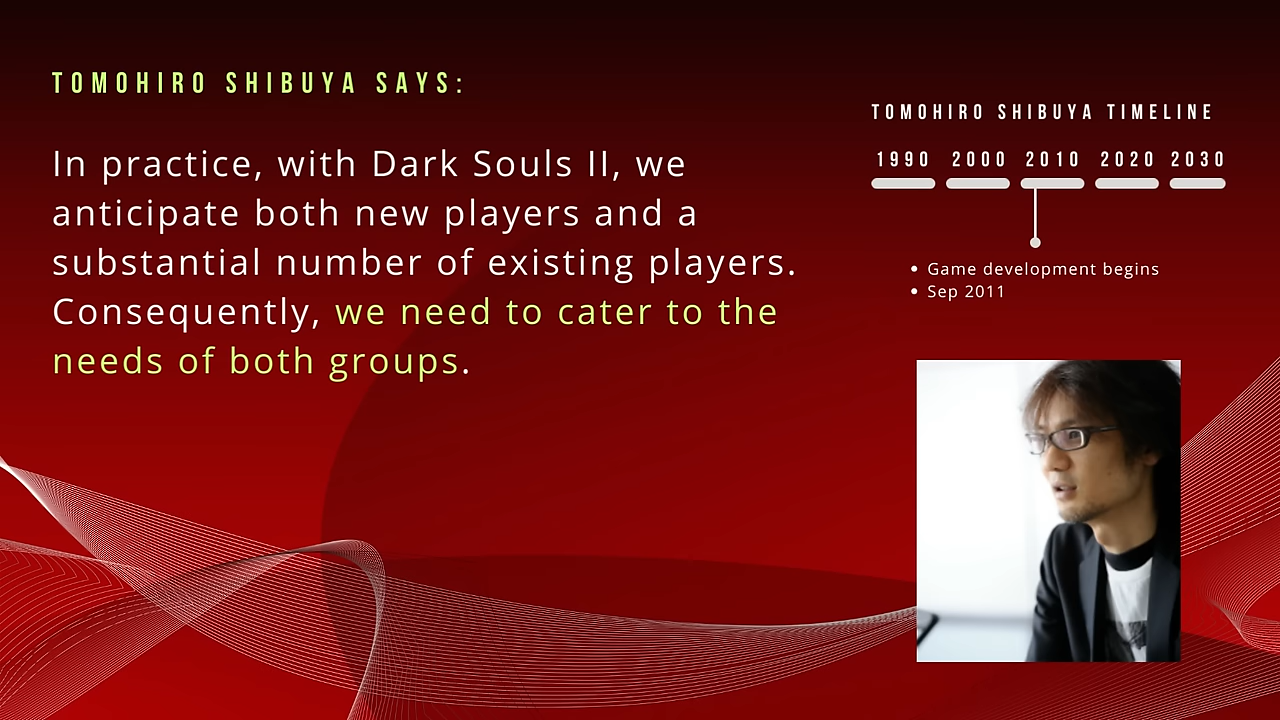 TOMOHIRO SHIBUYA SAYS:
In practice, with Dark Souls II, we
anticipate both new players and a
substantial number of existing players.
Consequently, we need to cater to the
needs of both groups.
TOMOHIRO SHIBUYA TIMELINE
1990 2000 2010 2020 2030
• Game development begins
• Sep 2011